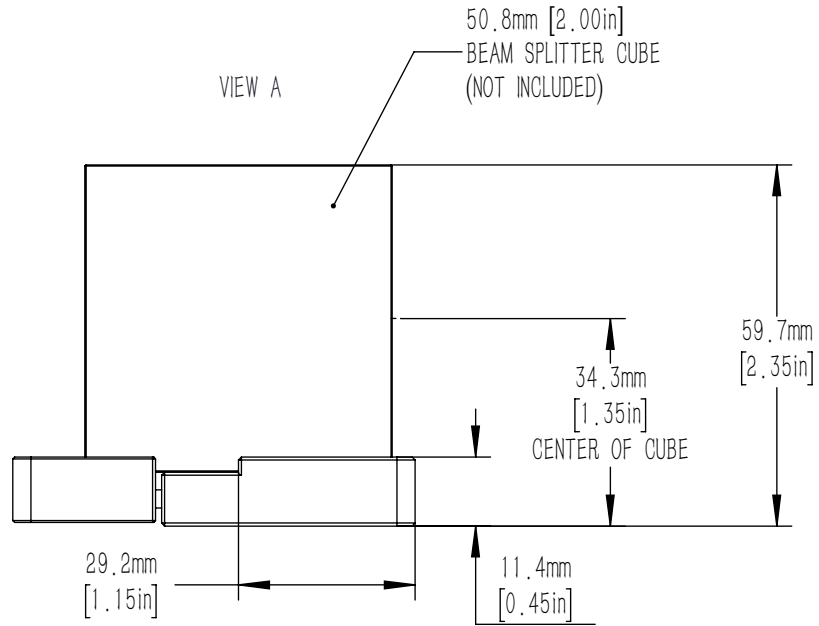 50.8mm [2.00in]
BEAM SPLITTER CUBE
(NOT INCLUDED)
VIEW A
59.7mm
[2.35in]
34.3mm
[1.35in]
CENTER OF CUBE
29.2mm
[1.15in]
11.4mm
[0.45in]